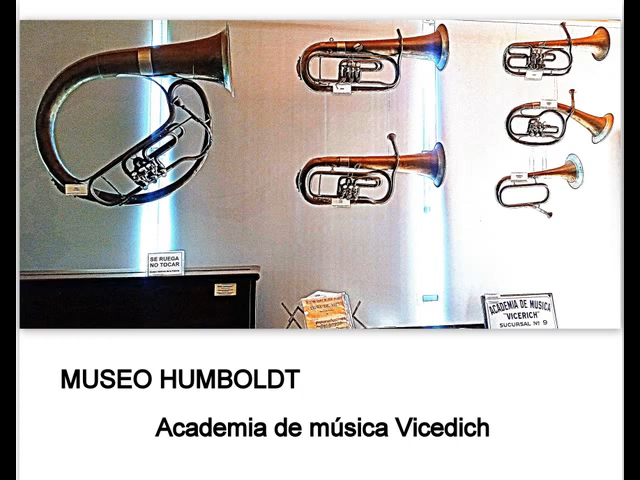 SE RUEGA
NO TOCAR
ACADEMIA DE MUSICA
"VICERICH"
SUCURSAL Nº 9
MUSEO HUMBOLDT
Academia de música Vicedich